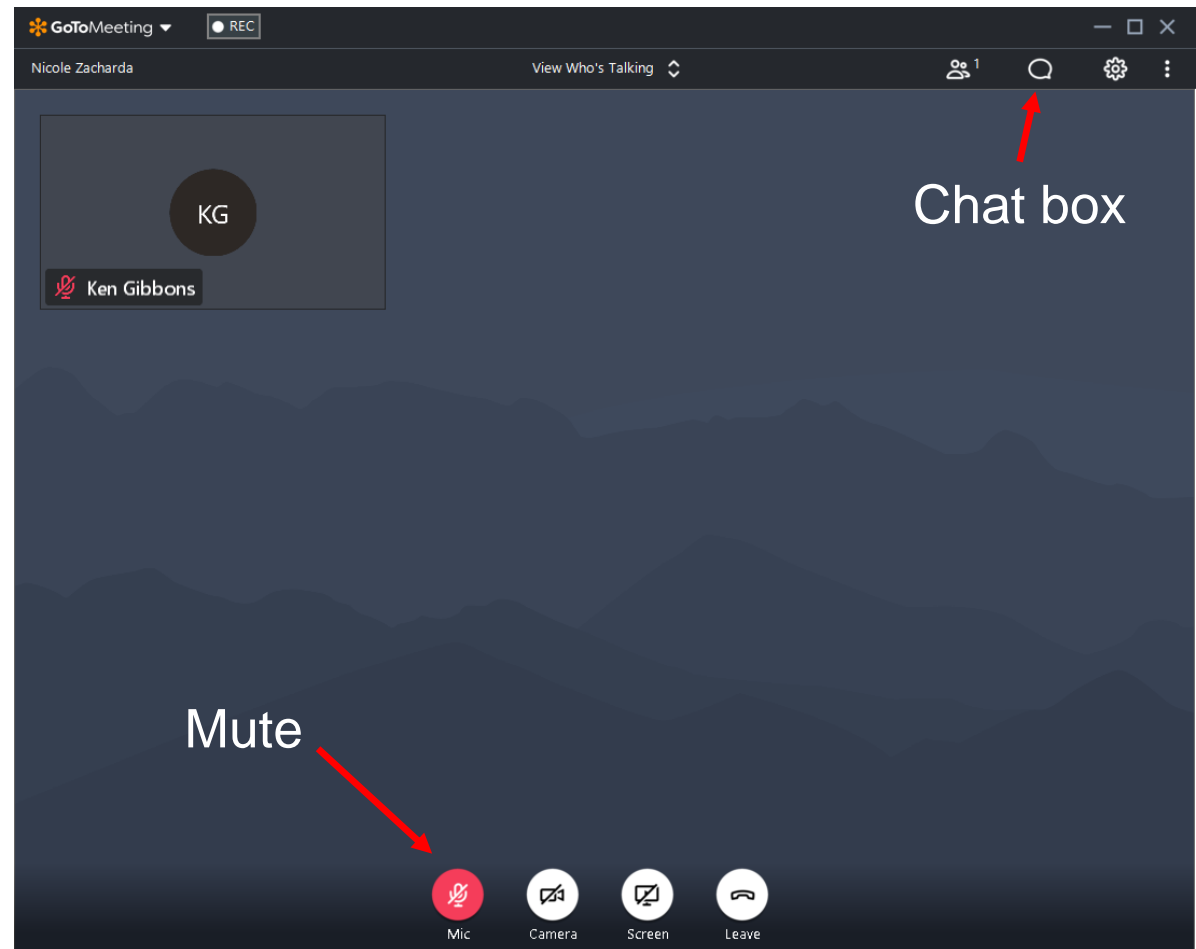 GoToMeeting
REC
Nicole Zacharda
View Who's Talking
1
Chat box
KG
Ken Gibbons
Mute
Mic
Camera
Screen
Leave